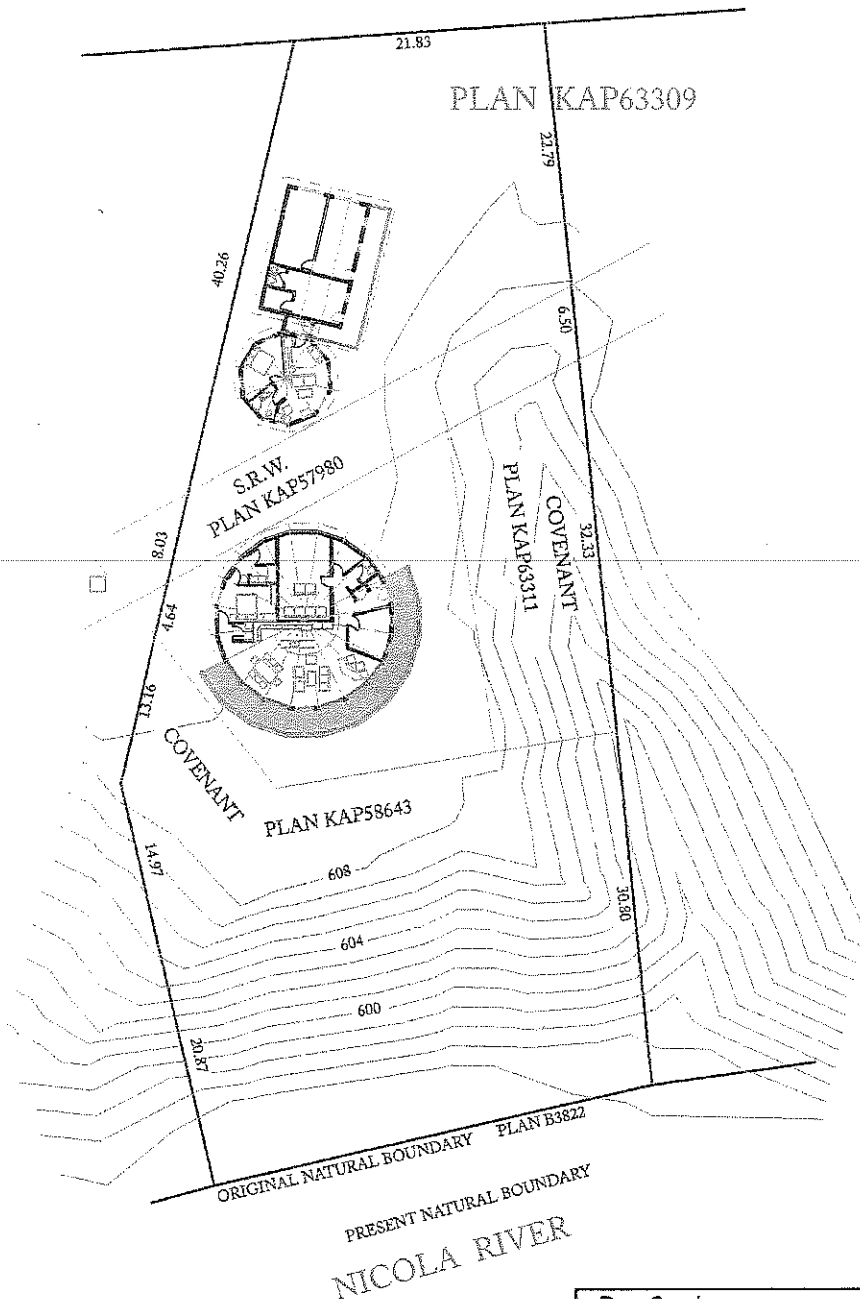 21.83
PLAN KAP63309
22.79
40.26
6.50
S.R.W.
PLAN KAP57980
COVENANT
PLAN KAP63311
32.33
8.03
4.64
13.16
COVENANT
PLAN KAP58643
14.97
608
30.80
604
600
20.87
ORIGINAL NATURAL BOUNDARY PLAN B3822
PRESENT NATURAL BOUNDARY
NICOLA RIVER